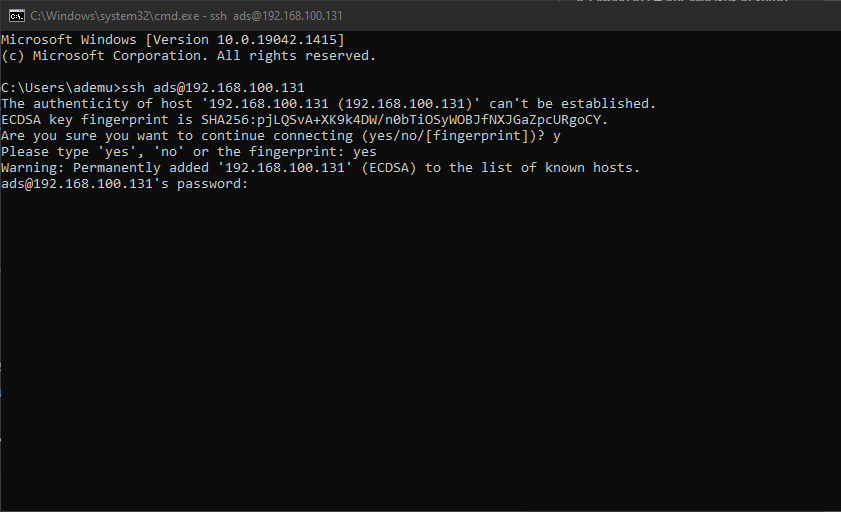 C:\Windows\system32\cmd.exe - ssh  ads@192.168.100.131
Microsoft Windows [Version 10.0.19042.1415]
(c) Microsoft Corporation. All rights reserved.
C:\Users\ademu>ssh ads@192.168.100.131
The authenticity of host '192.168.100.131 (192.168.100.131)' can't be established.
ECDSA key fingerprint is SHA256:pjLQSvA+XK9k4DW/n0bTiOSyWOBJfNXJGaZpcURgoCY.
Are you sure you want to continue connecting (yes/no/[fingerprint])? y
Please type 'yes', 'no' or the fingerprint: yes
Warning: Permanently added '192.168.100.131' (ECDSA) to the list of known hosts.
ads@192.168.100.131's password: